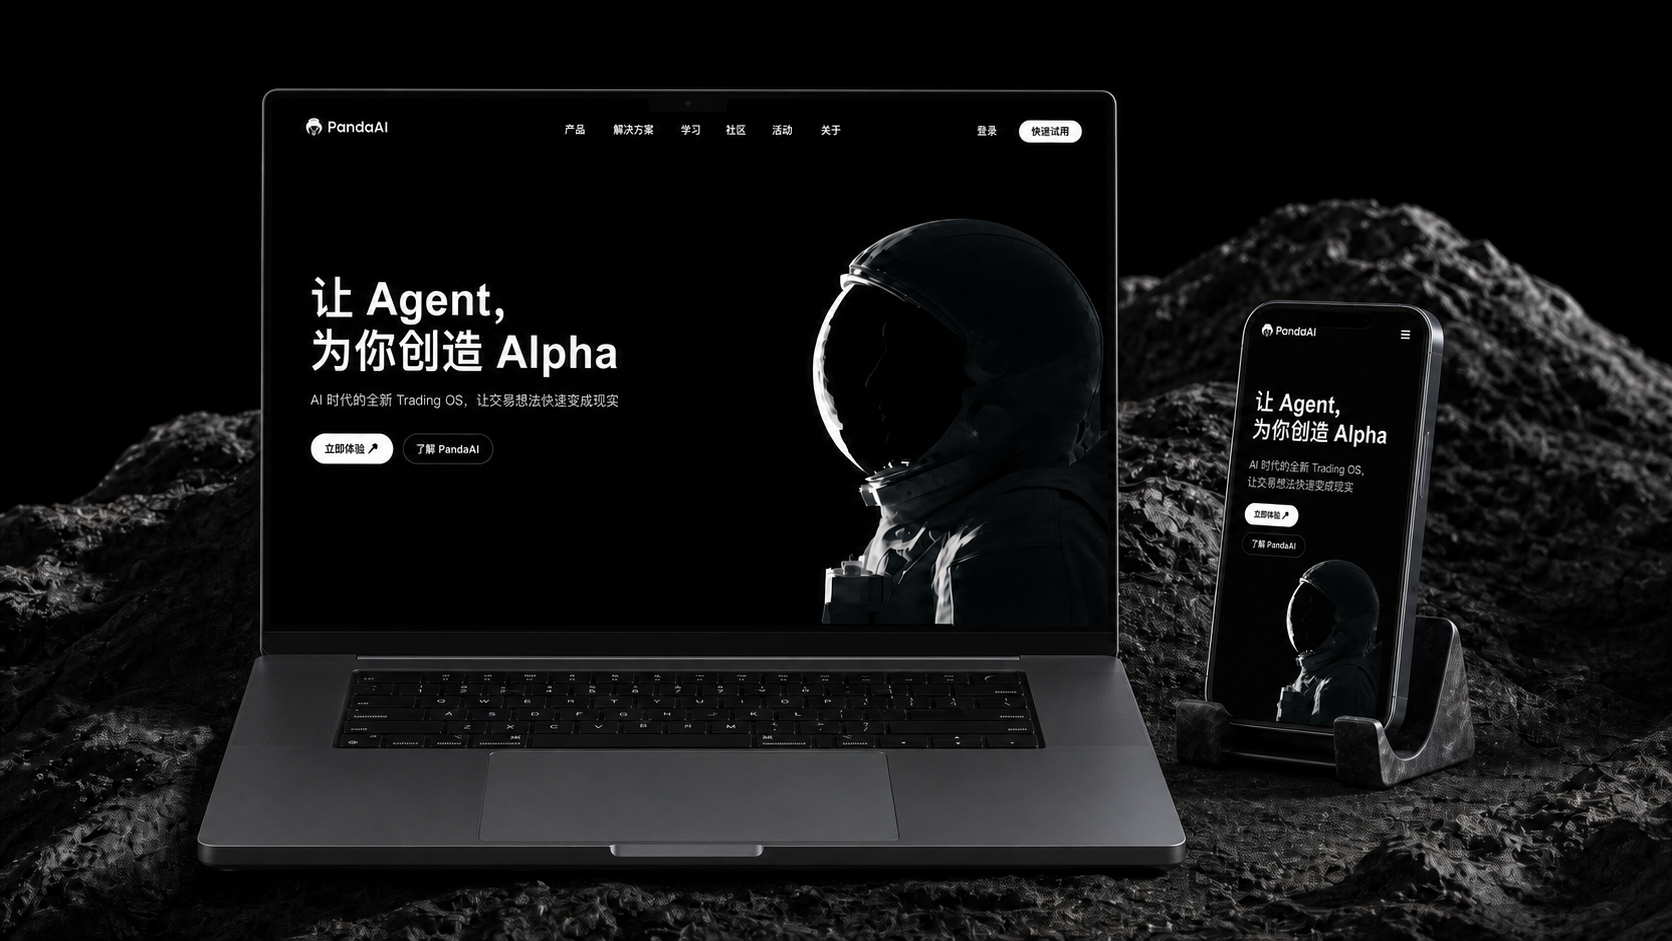 PandaAI
产品 解决方案 学习 社区 活动 关于
登录 快速试用
让 Agent,
为你创造 Alpha
AI 时代的全新 Trading OS，让交易想法快速变成现实
立即体验 ↗ 了解 PandaAI
Q W E R T Y U I O P
A S D F G H J K L
Z X C V B N M
PandaAI
让 Agent,
为你创造 Alpha
AI 时代的全新 Trading OS，
让交易想法快速变成现实
立即体验 ↗
了解 PandaAI